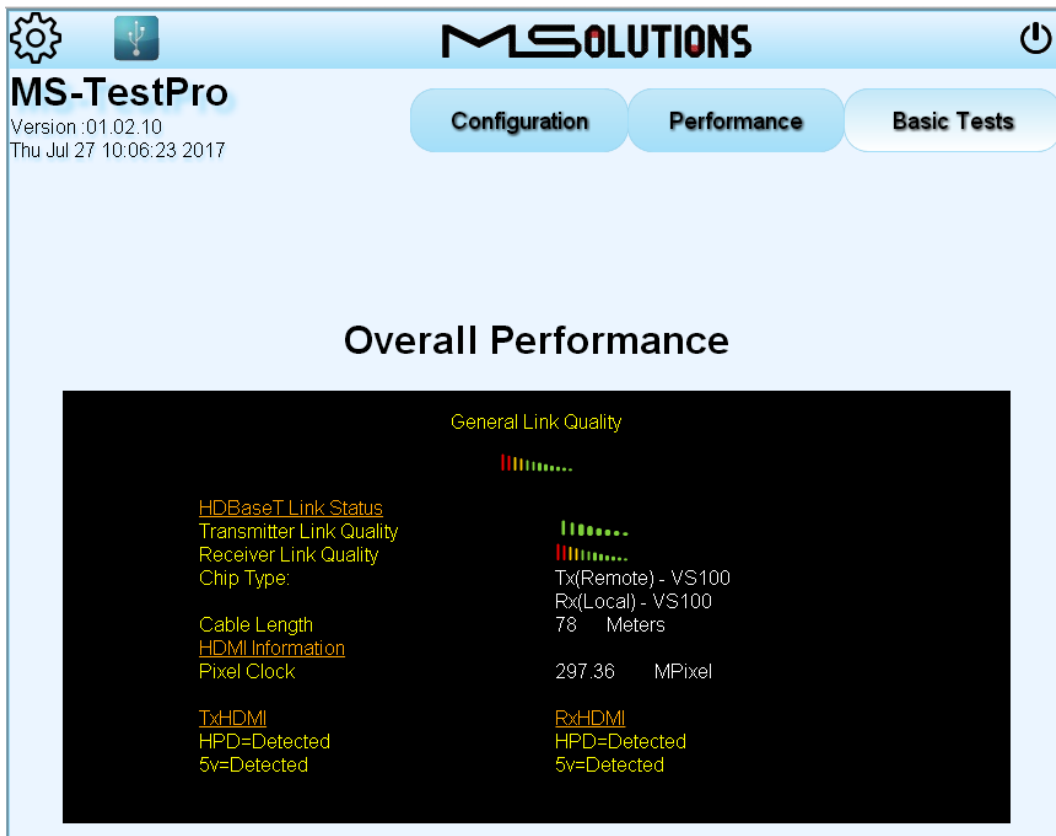 MSOLUTIONS
MS-TestPro
Version :01.02.10
Thu Jul 27 10:06:23 2017
Configuration Performance Basic Tests
Overall Performance
General Link Quality
HDBaseT Link Status
Transmitter Link Quality
Receiver Link Quality
Chip Type: Tx(Remote) - VS100
Rx(Local) - VS100
Cable Length 78 Meters
HDMI Information
Pixel Clock 297.36 MPixel
TxHDMI RxHDMI
HPD=Detected HPD=Detected
5v=Detected 5v=Detected